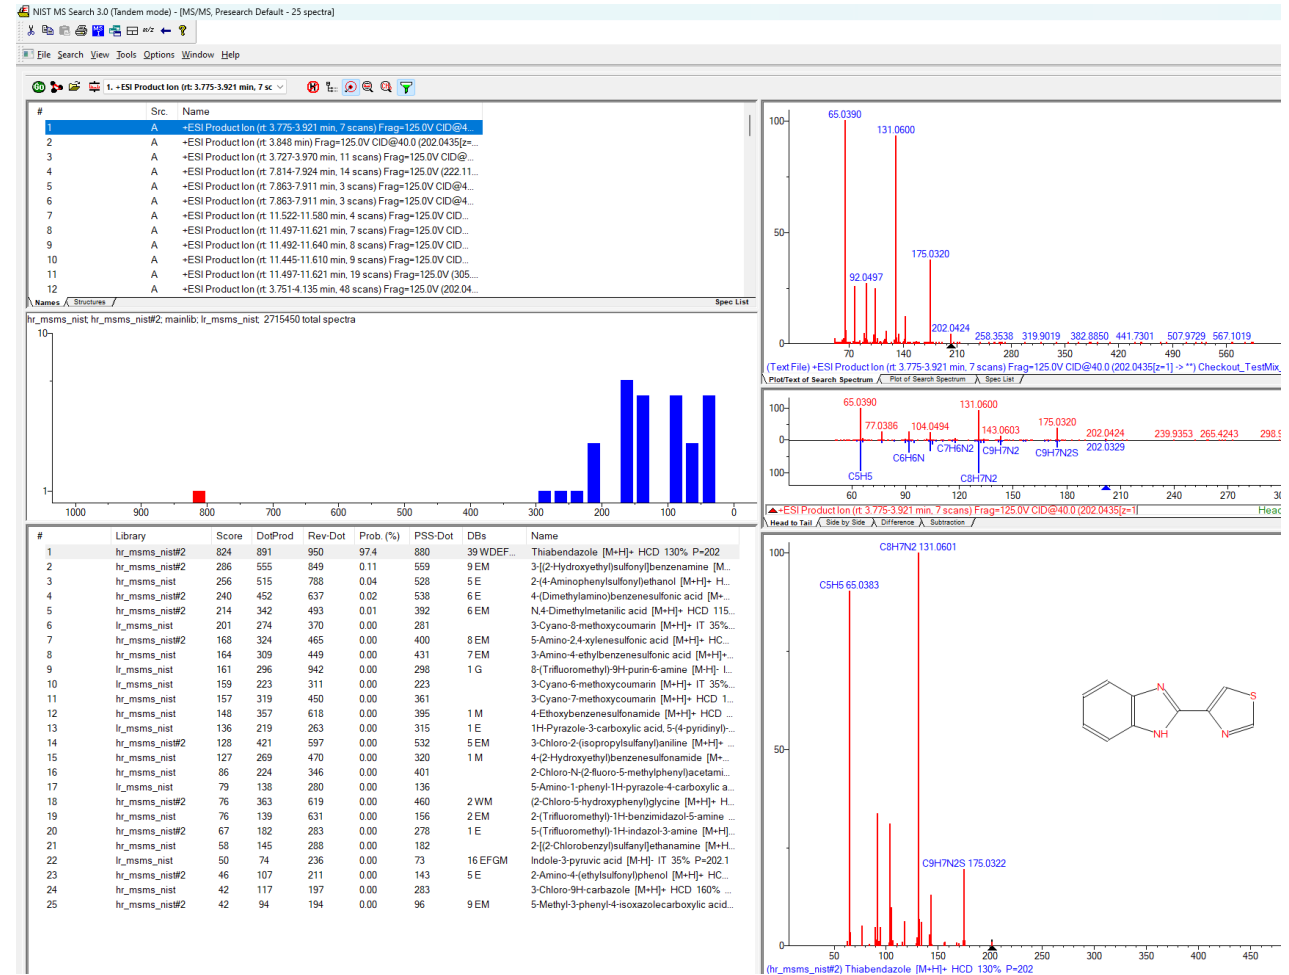 NIST MS Search 3.0 (Tandem mode) - [MS/MS, Presearch Default - 25 spectra]
File Search View Tools Options Window Help
1. +ESI Product Ion (rt: 3.775-3.921 min, 7 sc
# Src. Name
1 A +ESI Product Ion (rt: 3.775-3.921 min, 7 scans) Frag=125.0V CID@4...
2 A +ESI Product Ion (rt: 3.848 min) Frag=125.0V CID@40.0 (202.0435[z=...
3 A +ESI Product Ion (rt: 3.727-3.970 min, 11 scans) Frag=125.0V CID@...
4 A +ESI Product Ion (rt: 7.814-7.924 min, 14 scans) Frag=125.0V (222.11...
5 A +ESI Product Ion (rt: 7.863-7.911 min, 3 scans) Frag=125.0V CID@4...
6 A +ESI Product Ion (rt: 7.863-7.911 min, 3 scans) Frag=125.0V CID@4...
7 A +ESI Product Ion (rt: 11.522-11.580 min, 4 scans) Frag=125.0V CID...
8 A +ESI Product Ion (rt: 11.497-11.621 min, 7 scans) Frag=125.0V CID...
9 A +ESI Product Ion (rt: 11.492-11.640 min, 8 scans) Frag=125.0V CID...
10 A +ESI Product Ion (rt: 11.445-11.610 min, 9 scans) Frag=125.0V CID...
11 A +ESI Product Ion (rt: 11.497-11.621 min, 19 scans) Frag=125.0V (305....
12 A +ESI Product Ion (rt: 3.751-4.135 min, 48 scans) Frag=125.0V (202.04...
Names Structures Spec List
hr_msms_nist; hr_msms_nist#2; mainlib; lr_msms_nist; 2715450 total spectra
10
1
1000 900 800 700 600 500 400 300 200 100 0
# Library Score DotProd Rev-Dot Prob. (%) PSS-Dot DBs Name
1 hr_msms_nist#2 824 891 950 97.4 880 39 WDEF... Thiabendazole [M+H]+ HCD 130% P=202
2 hr_msms_nist#2 286 555 849 0.11 559 9 EM 3-[(2-Hydroxyethyl)sulfonyl]benzenamine [M...
3 hr_msms_nist 256 515 788 0.04 528 5 E 2-(4-Aminophenylsulfonyl)ethanol [M+H]+ H...
4 hr_msms_nist#2 240 452 637 0.02 538 6 E 4-(Dimethylamino)benzenesulfonic acid [M+...
5 hr_msms_nist#2 214 342 493 0.01 392 6 EM N,4-Dimethylmetanilic acid [M+H]+ HCD 115...
6 lr_msms_nist 201 274 370 0.00 281 3-Cyano-8-methoxycoumarin [M+H]+ IT 35%...
7 hr_msms_nist#2 168 324 465 0.00 400 8 EM 5-Amino-2,4-xylenesulfonic acid [M+H]+ HC...
8 hr_msms_nist 164 309 449 0.00 431 7 EM 3-Amino-4-ethylbenzenesulfonic acid [M+H]+...
9 lr_msms_nist 161 296 942 0.00 298 1 G 8-(Trifluoromethyl)-9H-purin-6-amine [M-H]- I...
10 lr_msms_nist 159 223 311 0.00 223 3-Cyano-6-methoxycoumarin [M+H]+ IT 35%...
11 hr_msms_nist 157 319 450 0.00 361 3-Cyano-7-methoxycoumarin [M+H]+ HCD 1...
12 hr_msms_nist 148 357 618 0.00 395 1 M 4-Ethoxybenzenesulfonamide [M+H]+ HCD ...
13 lr_msms_nist 136 219 263 0.00 315 1 E 1H-Pyrazole-3-carboxylic acid, 5-(4-pyridinyl)-...
14 hr_msms_nist#2 128 421 597 0.00 532 5 EM 3-Chloro-2-(isopropylsulfanyl)aniline [M+H]+ ...
15 hr_msms_nist 127 269 470 0.00 320 1 M 4-(2-Hydroxyethyl)benzenesulfonamide [M+...
16 hr_msms_nist 86 224 346 0.00 401 2-Chloro-N-(2-fluoro-5-methylphenyl)acetami...
17 lr_msms_nist 79 138 280 0.00 136 5-Amino-1-phenyl-1H-pyrazole-4-carboxylic a...
18 hr_msms_nist#2 76 363 619 0.00 460 2 WM (2-Chloro-5-hydroxyphenyl)glycine [M+H]+ H...
19 hr_msms_nist 76 139 631 0.00 156 2 EM 2-(Trifluoromethyl)-1H-benzimidazol-5-amine ...
20 hr_msms_nist#2 67 182 283 0.00 278 1 E 5-(Trifluoromethyl)-1H-indazol-3-amine [M+H]...
21 hr_msms_nist 58 145 288 0.00 182 2-[(2-Chlorobenzyl)sulfanyl]ethanamine [M+H...
22 lr_msms_nist 50 74 236 0.00 73 16 EFGM Indole-3-pyruvic acid [M-H]- IT 35% P=202.1
23 hr_msms_nist#2 46 107 211 0.00 143 5 E 2-Amino-4-(ethylsulfonyl)phenol [M+H]+ HC...
24 hr_msms_nist 42 117 197 0.00 283 3-Chloro-9H-carbazole [M+H]+ HCD 160% ...
25 hr_msms_nist#2 42 94 194 0.00 96 9 EM 5-Methyl-3-phenyl-4-isoxazolecarboxylic acid...
100
50
0
65.0390
131.0600
175.0320
92.0497
202.0424 258.3538 319.9019 382.8850 441.7301 507.9729 567.1019
70 140 210 280 350 420 490 560
(Text File) +ESI Product Ion (rt: 3.775-3.921 min, 7 scans) Frag=125.0V CID@40.0 (202.0435[z=1] -> **) Checkout_TestMix_
Plot/Text of Search Spectrum Plot of Search Spectrum Spec List
100
0
100
65.0390 131.0600
77.0386 104.0494 143.0603 175.0320 202.0424 239.9353 265.4243 298.9
C5H5 C6H6N C7H6N2 C8H7N2 C9H7N2 C9H7N2S 202.0329
60 90 120 150 180 210 240 270 30
+ESI Product Ion (rt: 3.775-3.921 min, 7 scans) Frag=125.0V CID@40.0 (202.0435[z=1] Head
Head to Tail Side by Side Difference Subtraction
100
50
0
C8H7N2 131.0601
C5H5 65.0383
C9H7N2S 175.0322
N
NH
S
N
50 100 150 200 250 300 350 400 450
(hr_msms_nist#2) Thiabendazole [M+H]+ HCD 130% P=202